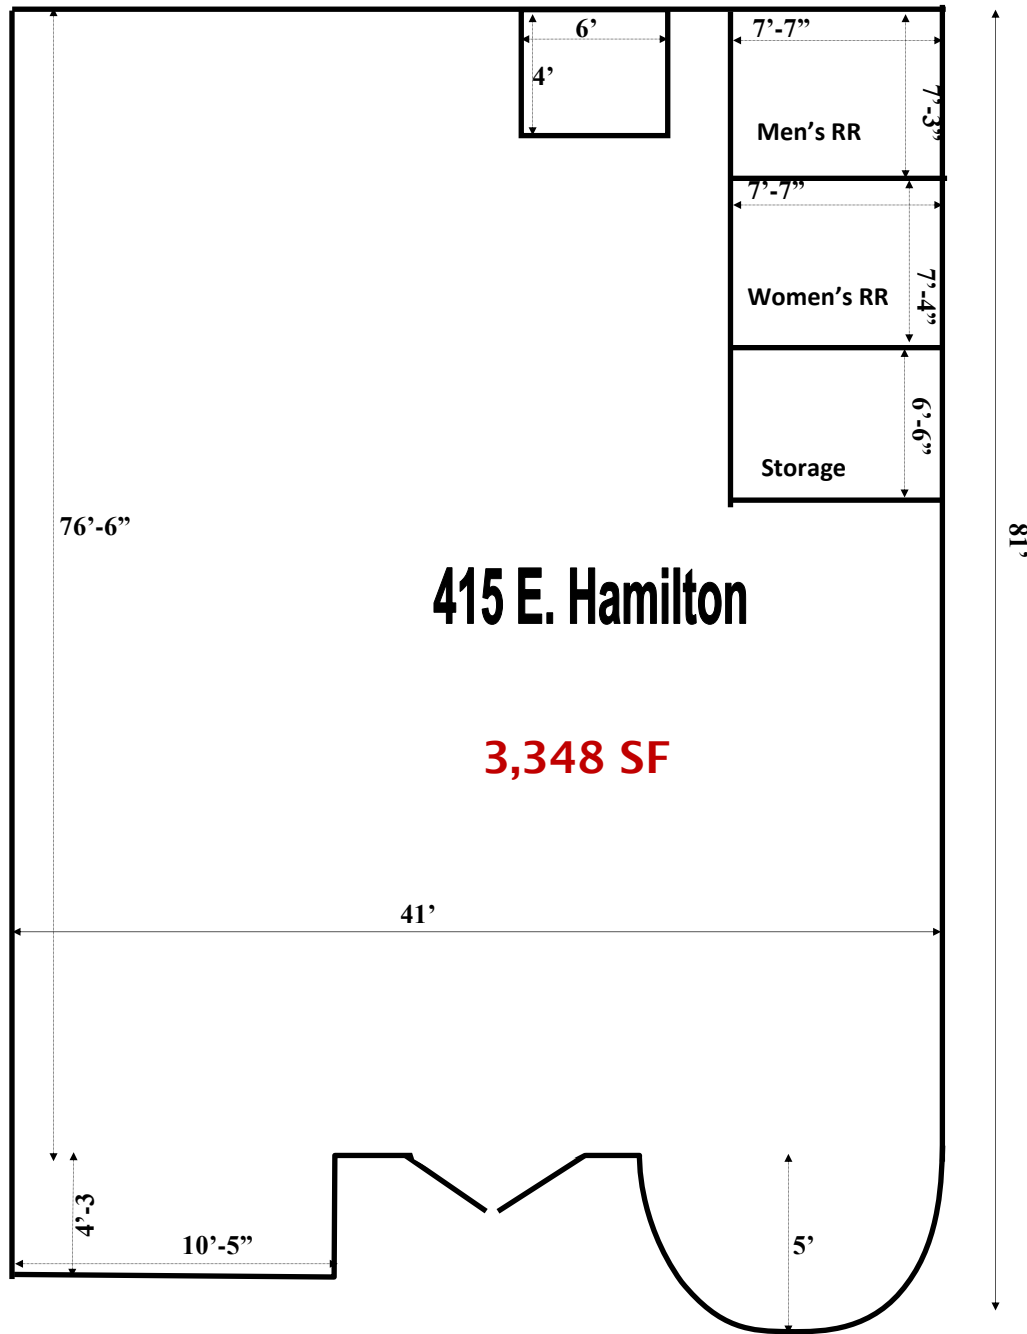 6’
4’
7’-7”
7’-3”
Men’s RR
7’-7”
7’-4”
Women’s RR
6’-6”
Storage
76’-6”
81’
415 E. Hamilton
3,348 SF
41’
4’-3
10’-5”
5’